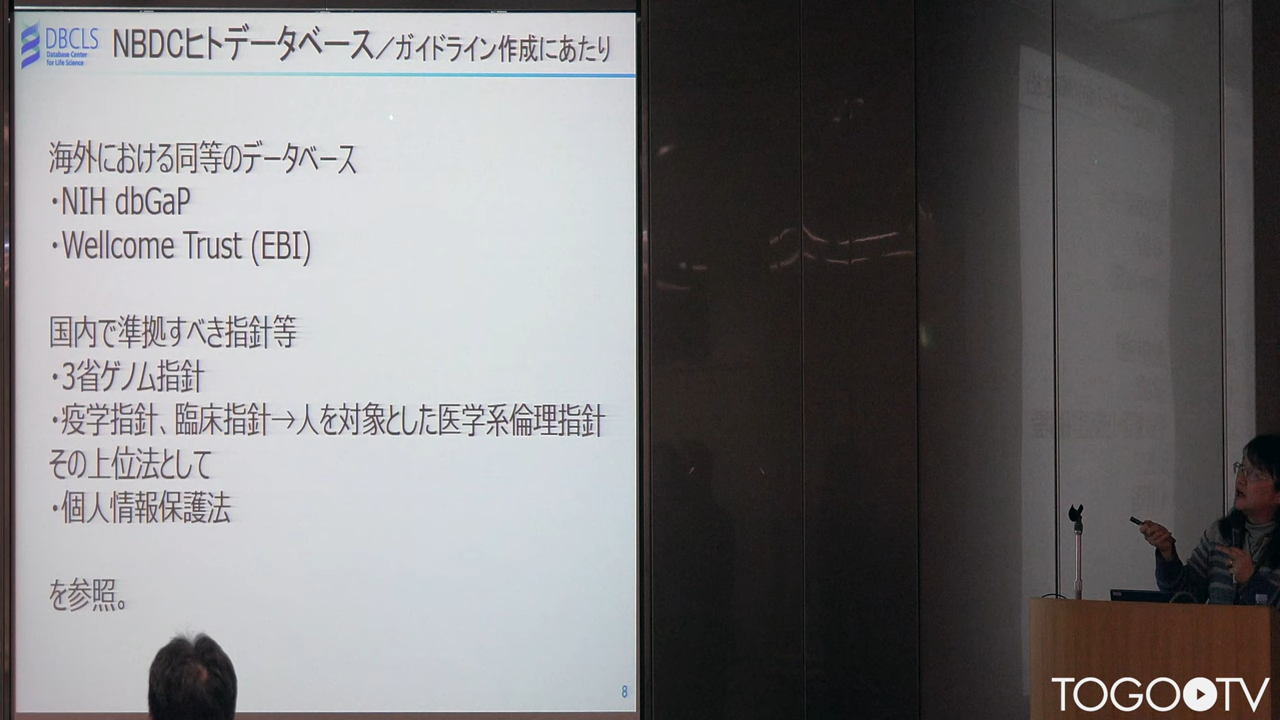 DBCLS
Database Center
for Life Science
NBDCヒトデータベース／ガイドライン作成にあたり
海外における同等のデータベース
・NIH dbGaP
・Wellcome Trust (EBI)
国内で準拠すべき指針等
・3省ゲノム指針
・疫学指針、臨床指針→人を対象とした医学系倫理指針
その上位法として
・個人情報保護法
を参照。
8
TOGO TV